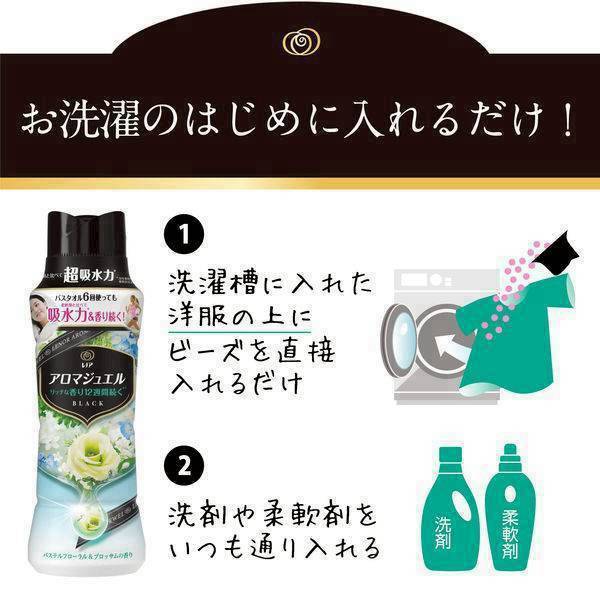 お洗濯のはじめに入れるだけ!
1
洗濯槽に入れた
洋服の上に
ビーズを直接
入れるだけ
超吸水力
バスタオル6回使っても
吸水力&香り続く!
レノア
アロマジュエル
リッチな香り12週間続く
BLACK
パステルフローラル&ブロッサムの香り
2
洗剤や柔軟剤を
いつも通り入れる
洗剤
柔軟剤